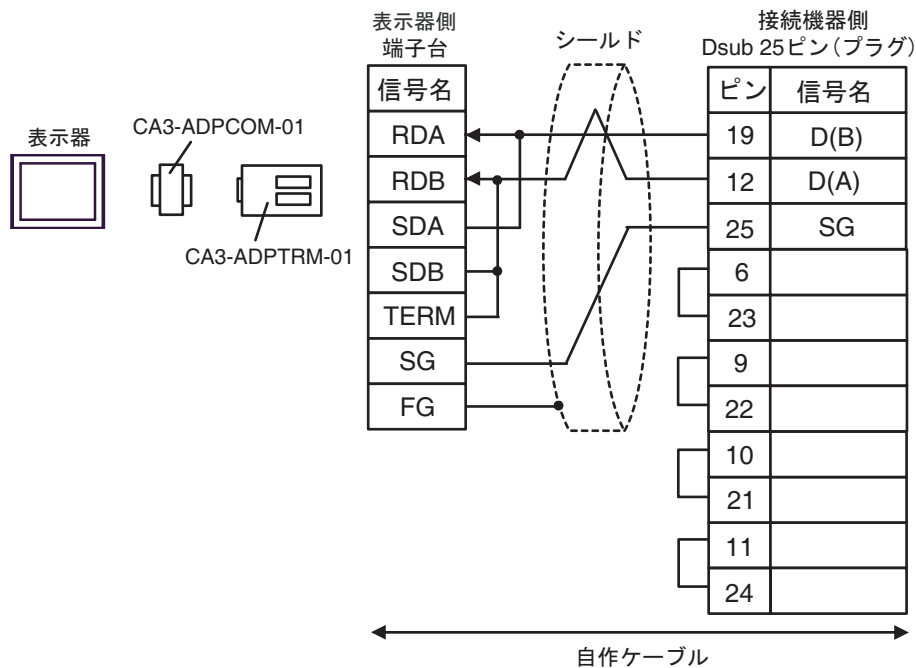 表示器
CA3-ADPCOM-01
CA3-ADPTRM-01
表示器側
端子台
信号名
RDA
RDB
SDA
SDB
TERM
SG
FG
シールド
接続機器側
Dsub 25ピン(プラグ)
ピン 信号名
19 D(B)
12 D(A)
25 SG
6
23
9
22
10
21
11
24
自作ケーブル